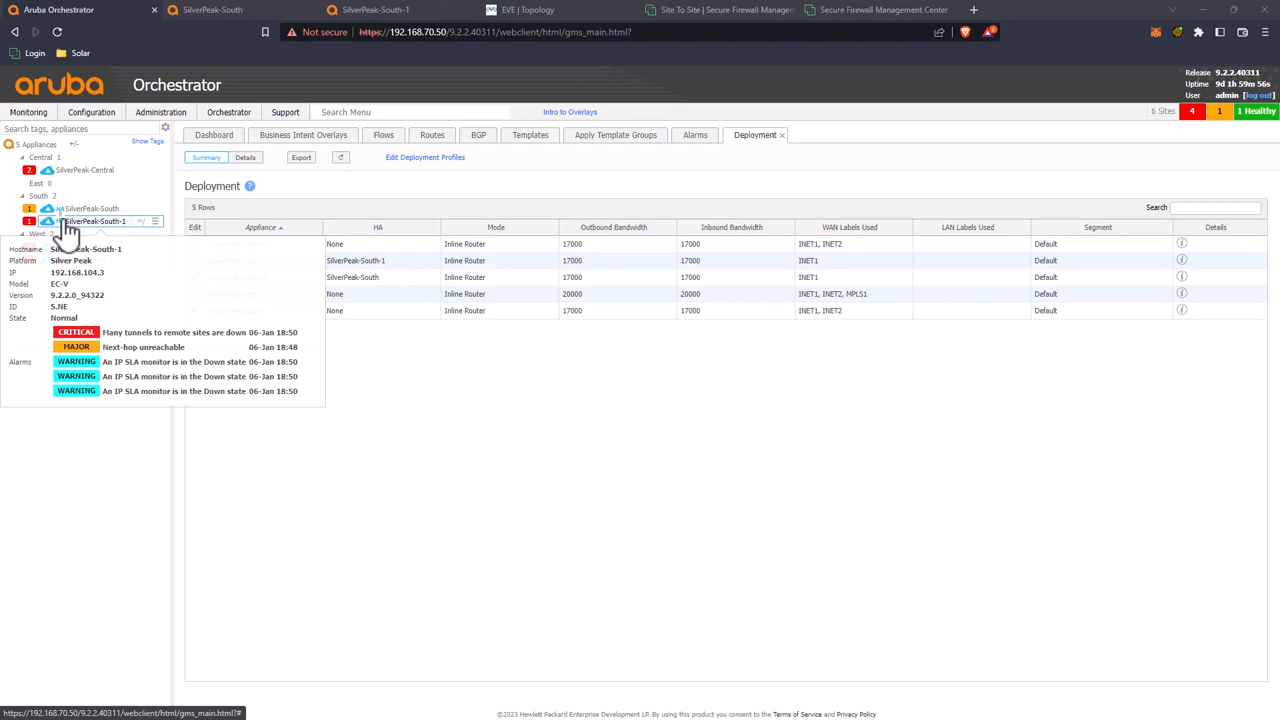 Aruba Orchestrator
SilverPeak-South
SilverPeak-South-1
EVE | Topology
Site To Site | Secure Firewall Managem
Secure Firewall Management Center
Not secure https://192.168.70.50/9.2.2.40311/webclient/html/gms_main.html?
Login Solar
aruba Orchestrator
Release 9.2.2.40311
Uptime 9d 1h 59m 56s
User admin [log out]
Monitoring Configuration Administration Orchestrator Support Search Menu Intro to Overlays 6 Sites 4 1 1 Healthy
Search tags, appliances
Dashboard Business Intent Overlays Flows Routes BGP Templates Apply Template Groups Alarms Deployment
5 Appliances +/- Show Tags
Central 1
2 SilverPeak-Central
East 0
South 2
1 HA SilverPeak-South
1 SilverPeak-South-1
Summary Details Export Edit Deployment Profiles
Deployment ?
5 Rows Search
Edit Appliance HA Mode Outbound Bandwidth Inbound Bandwidth WAN Labels Used LAN Labels Used Segment Details
None Inline Router 17000 17000 INET1, INET2 Default
SilverPeak-South-1 Inline Router 17000 17000 INET1 Default
SilverPeak-South Inline Router 17000 17000 INET1 Default
None Inline Router 20000 20000 INET1, INET2, MPLS1 Default
None Inline Router 17000 17000 INET1, INET2 Default
Hostname SilverPeak-South-1
Platform Silver Peak
IP 192.168.104.3
Model EC-V
Version 9.2.2.0_94322
ID 5.NE
State Normal
CRITICAL Many tunnels to remote sites are down 06-Jan 18:50
MAJOR Next-hop unreachable 06-Jan 18:48
Alarms WARNING An IP SLA monitor is in the Down state 06-Jan 18:50
WARNING An IP SLA monitor is in the Down state 06-Jan 18:50
WARNING An IP SLA monitor is in the Down state 06-Jan 18:50
https://192.168.70.50/9.2.2.40311/webclient/html/gms_main.html?#
©2023 Hewlett Packard Enterprise Development LP. By using this product you consent to the Terms of Service and Privacy Policy